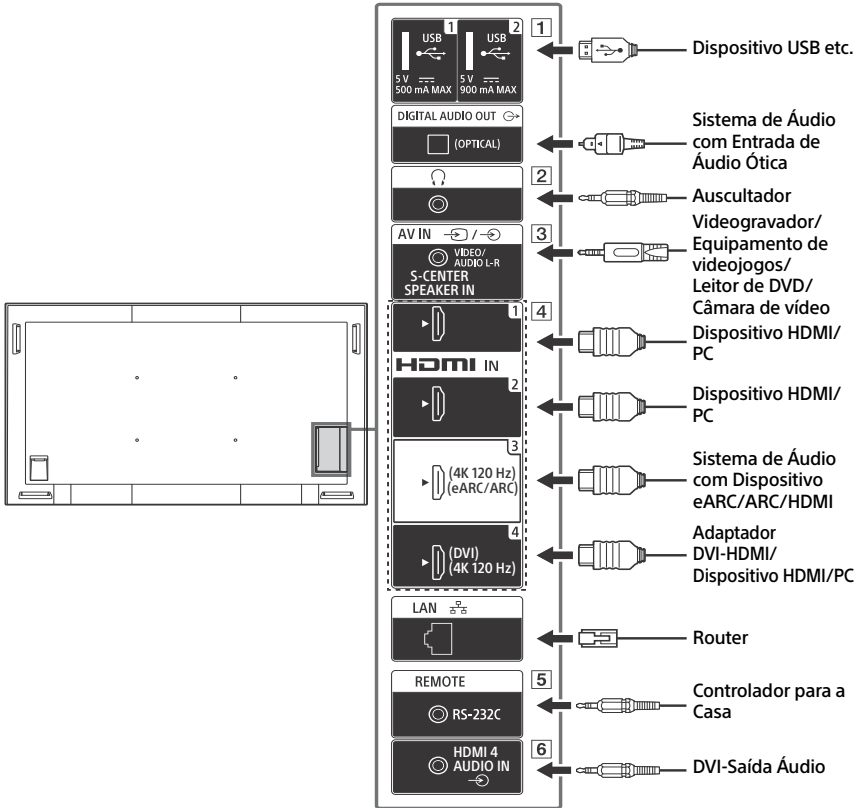 1
USB
5 V
500 mA MAX
2
USB
5 V
900 mA MAX
1
Dispositivo USB etc.
DIGITAL AUDIO OUT
(OPTICAL)
Sistema de Áudio
com Entrada de
Áudio Ótica
2
Auscultador
AV IN
/
3
VÍDEO/
AUDIO L-R
S-CENTER
SPEAKER IN
Videogravador/
Equipamento de
videojogos/
Leitor de DVD/
Câmara de vídeo
1
4
Dispositivo HDMI/
PC
HDMI IN
2
Dispositivo HDMI/
PC
3
(4K 120 Hz)
(eARC/ARC)
Sistema de Áudio
com Dispositivo
eARC/ARC/HDMI
4
(DVI)
(4K 120 Hz)
Adaptador
DVI-HDMI/
Dispositivo HDMI/PC
LAN
Router
REMOTE
5
RS-232C
Controlador para a
Casa
HDMI 4
AUDIO IN
6
DVI-Saída Áudio